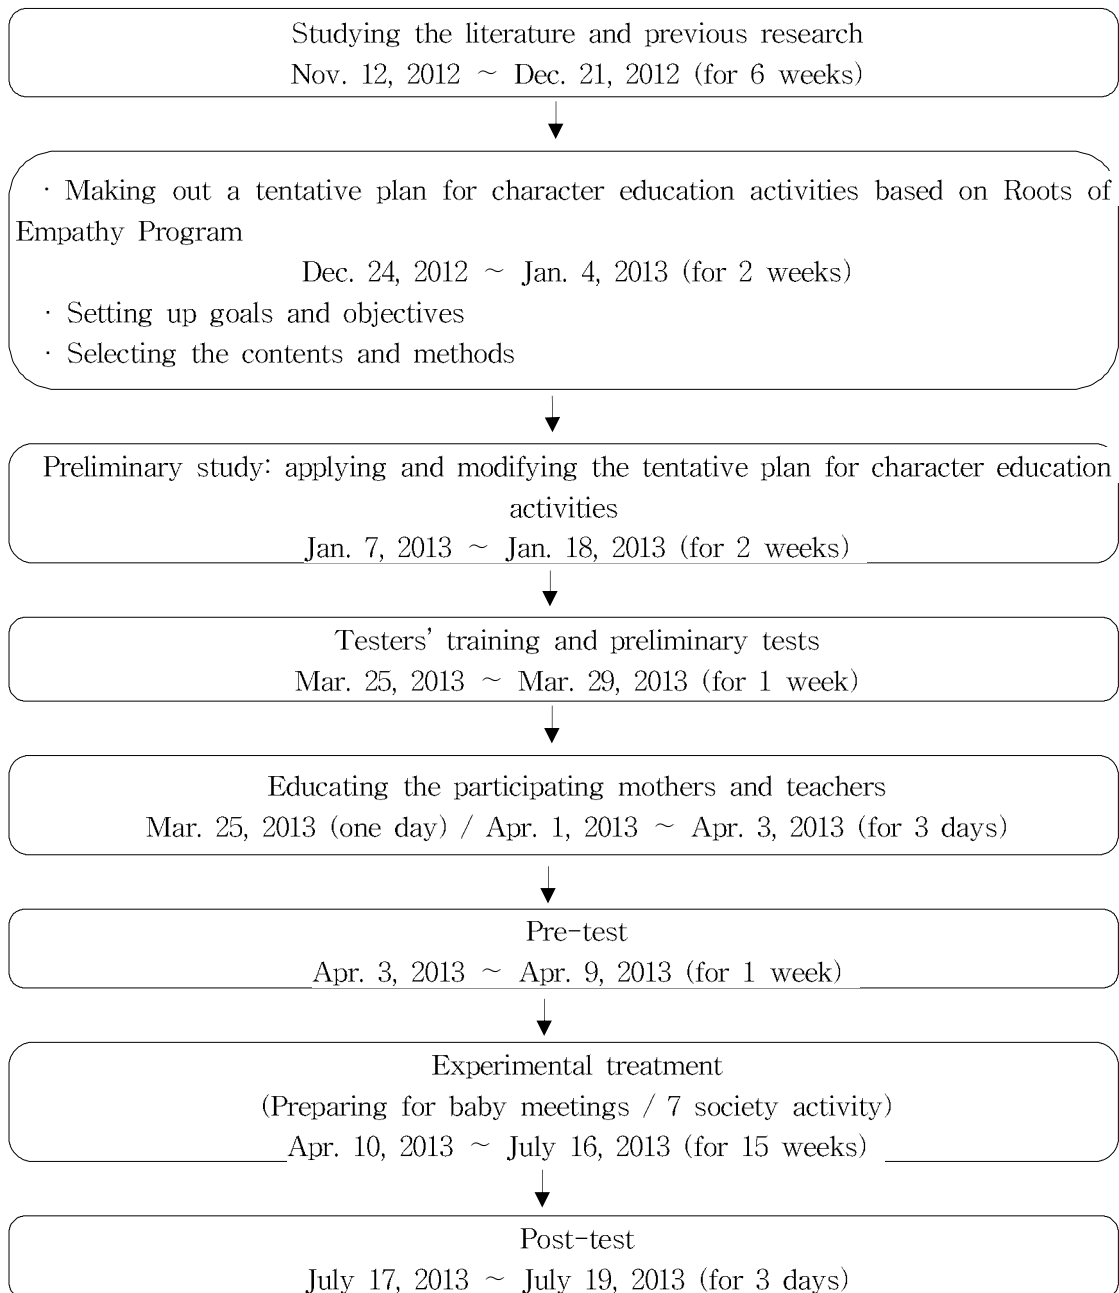 Studying the literature and previous research
Nov. 12, 2012 ~ Dec. 21, 2012 (for 6 weeks)
· Making out a tentative plan for character education activities based on Roots of
Empathy Program
Dec. 24, 2012 ~ Jan. 4, 2013 (for 2 weeks)
· Setting up goals and objectives
· Selecting the contents and methods
Preliminary study: applying and modifying the tentative plan for character education
activities
Jan. 7, 2013 ~ Jan. 18, 2013 (for 2 weeks)
Testers' training and preliminary tests
Mar. 25, 2013 ~ Mar. 29, 2013 (for 1 week)
Educating the participating mothers and teachers
Mar. 25, 2013 (one day) / Apr. 1, 2013 ~ Apr. 3, 2013 (for 3 days)
Pre-test
Apr. 3, 2013 ~ Apr. 9, 2013 (for 1 week)
Experimental treatment
(Preparing for baby meetings / 7 society activity)
Apr. 10, 2013 ~ July 16, 2013 (for 15 weeks)
Post-test
July 17, 2013 ~ July 19, 2013 (for 3 days)